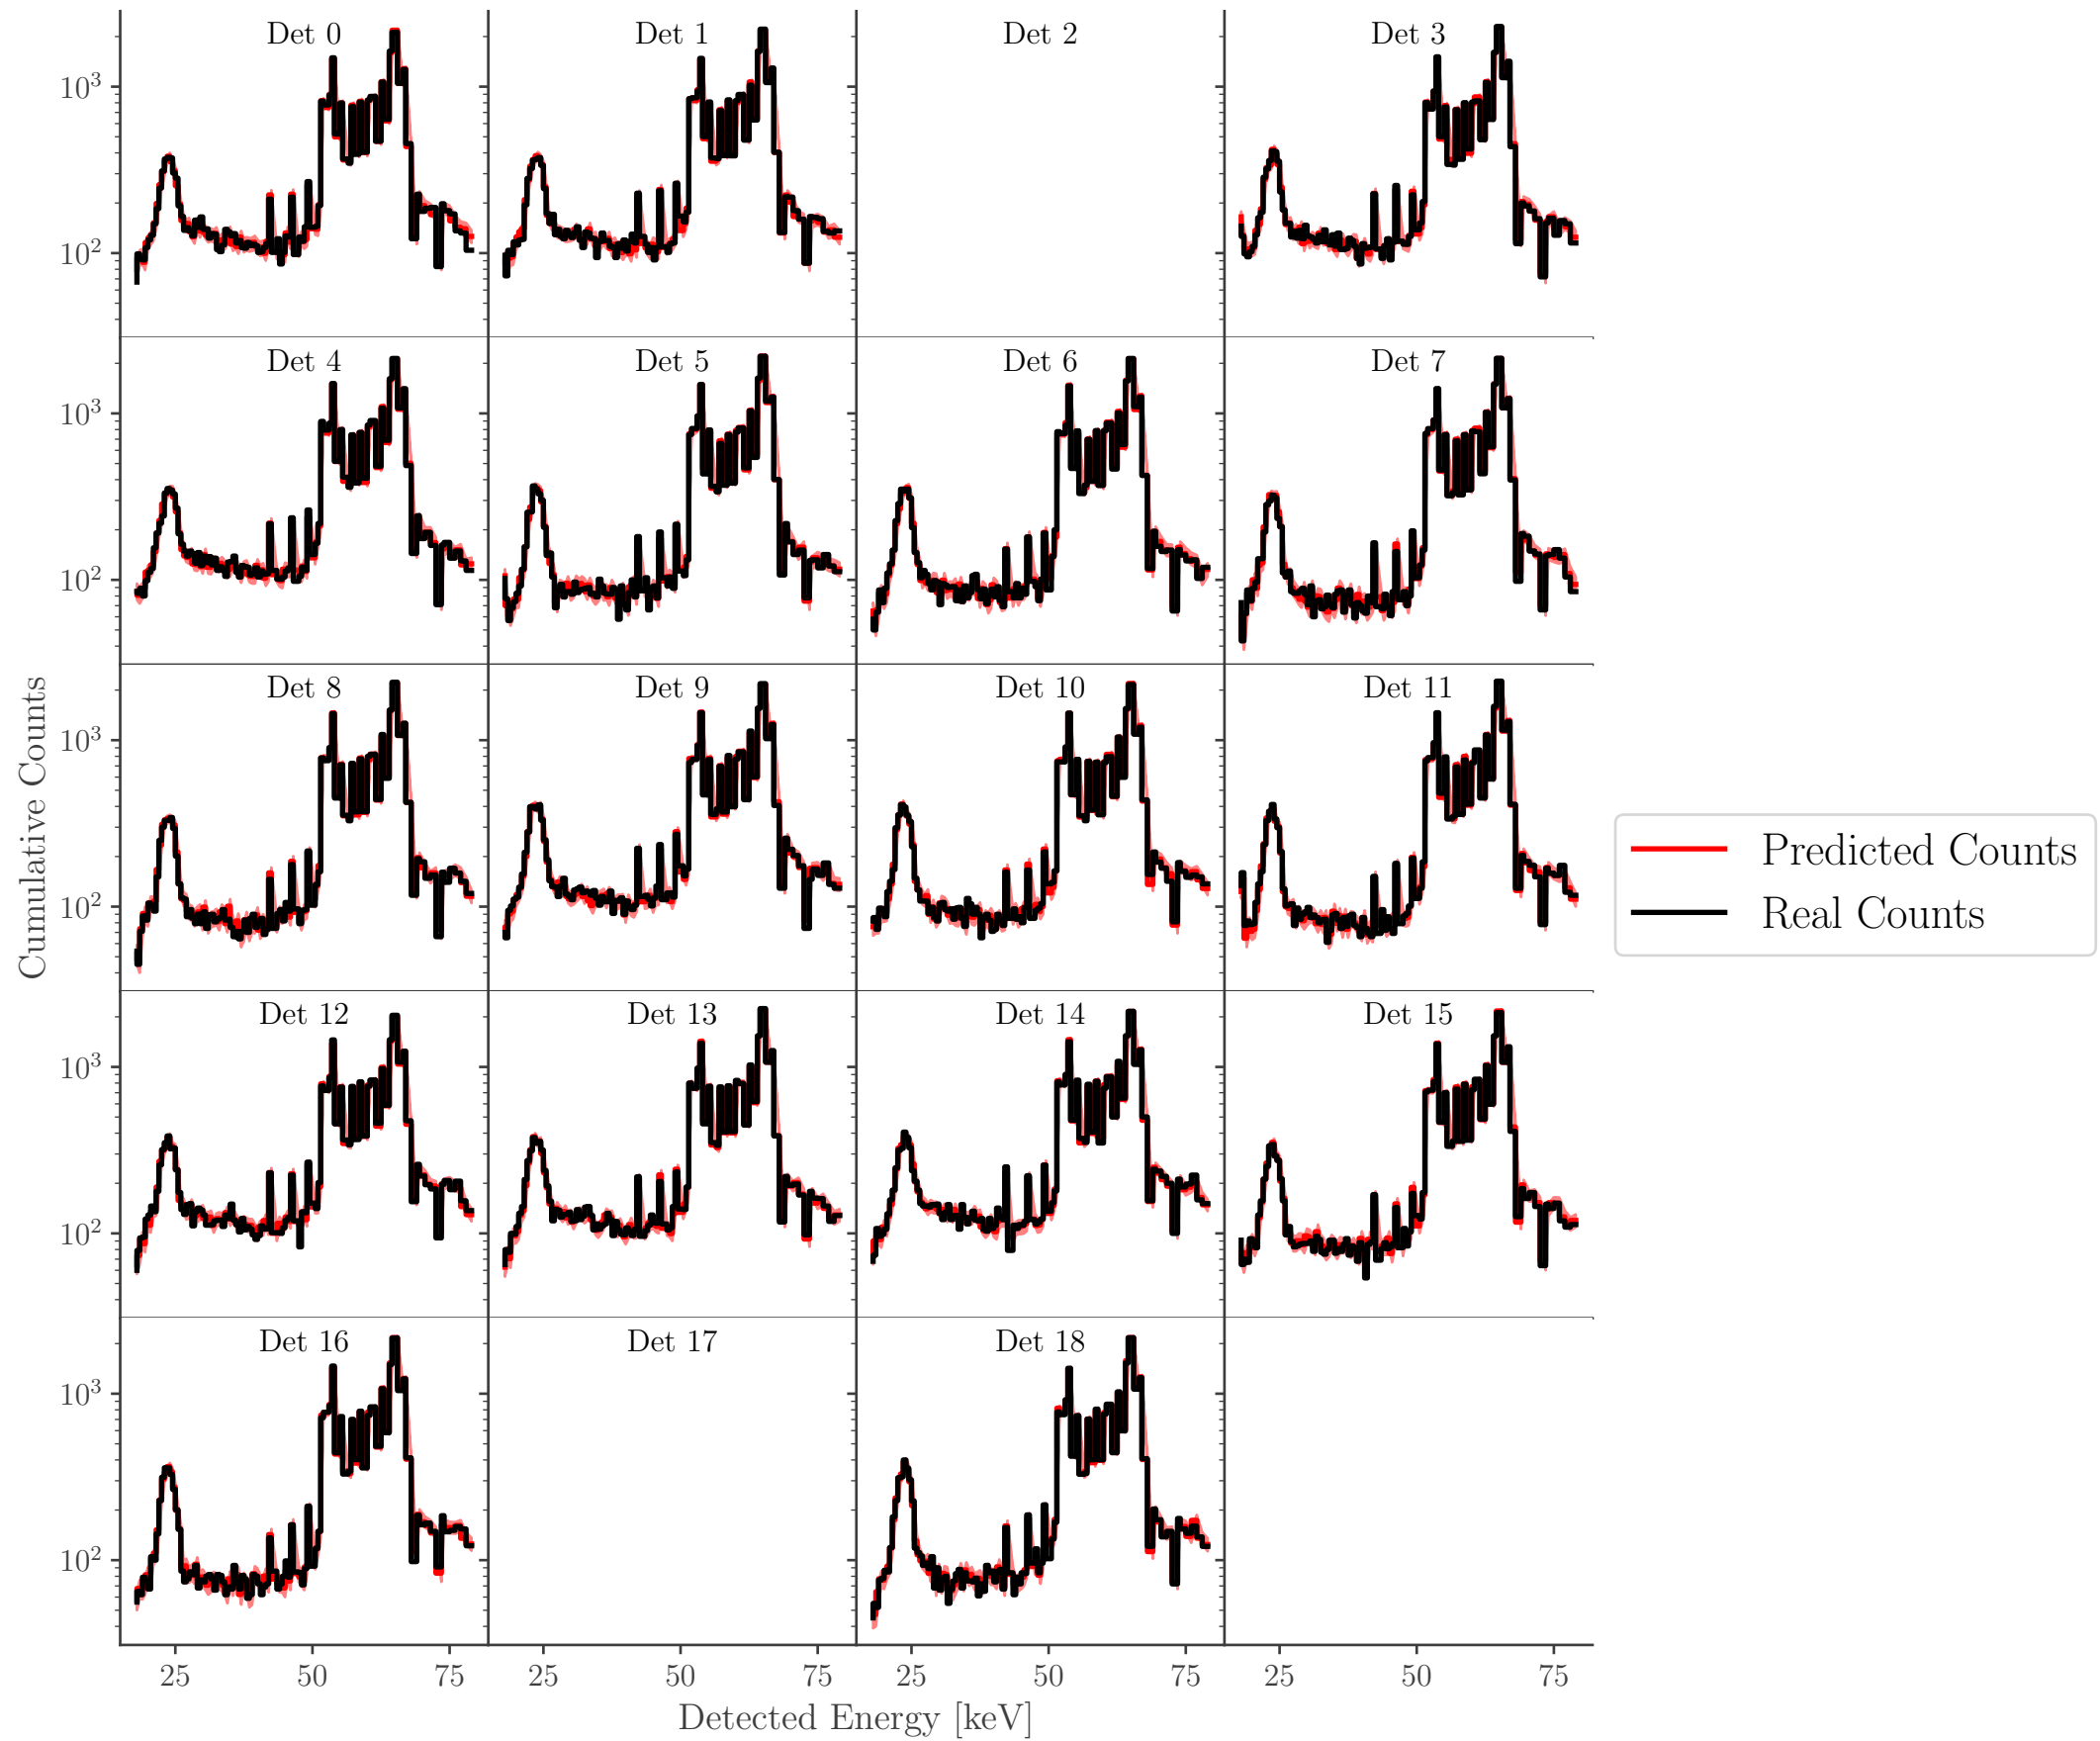 Det 0
Det 1
Det 2
Det 3
10³
10²
Det 4
Det 5
Det 6
Det 7
10³
10²
Det 8
Det 9
Det 10
Det 11
10³
10²
Cumulative Counts
Predicted Counts
Real Counts
Det 12
Det 13
Det 14
Det 15
10³
10²
Det 16
Det 17
Det 18
10³
10²
25 50 75 25 50 75 25 50 75 25 50 75
Detected Energy [keV]